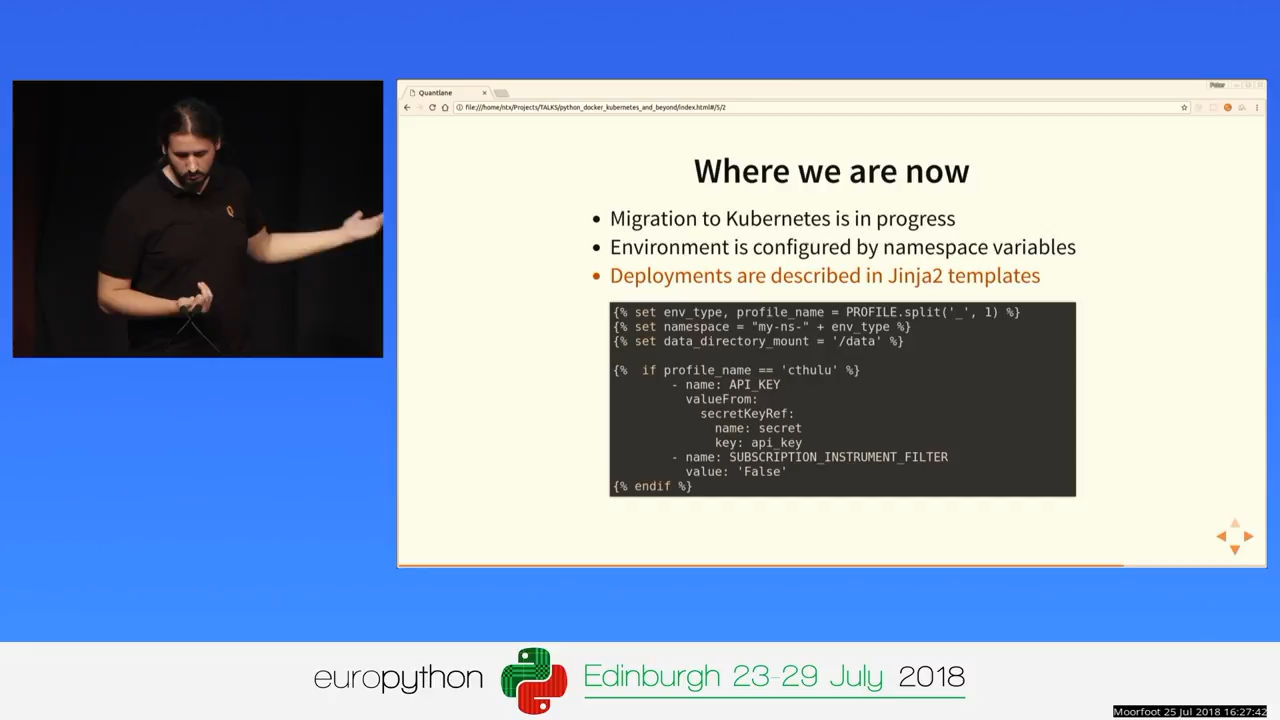 Quantlane
Peter
file:///home/ntx/Projects/TALKS/python_docker_kubernetes_and_beyond/index.html#/5/2
Where we are now
• Migration to Kubernetes is in progress
• Environment is configured by namespace variables
• Deployments are described in Jinja2 templates
{% set env_type, profile_name = PROFILE.split('_', 1) %}
{% set namespace = "my-ns-" + env_type %}
{% set data_directory_mount = '/data' %}
{%  if profile_name == 'cthulu' %}
        - name: API_KEY
          valueFrom:
            secretKeyRef:
              name: secret
              key: api_key
        - name: SUBSCRIPTION_INSTRUMENT_FILTER
          value: 'False'
{% endif %}
europython
Edinburgh 23-29 July 2018
Moorfoot 25 Jul 2018 16:27:42